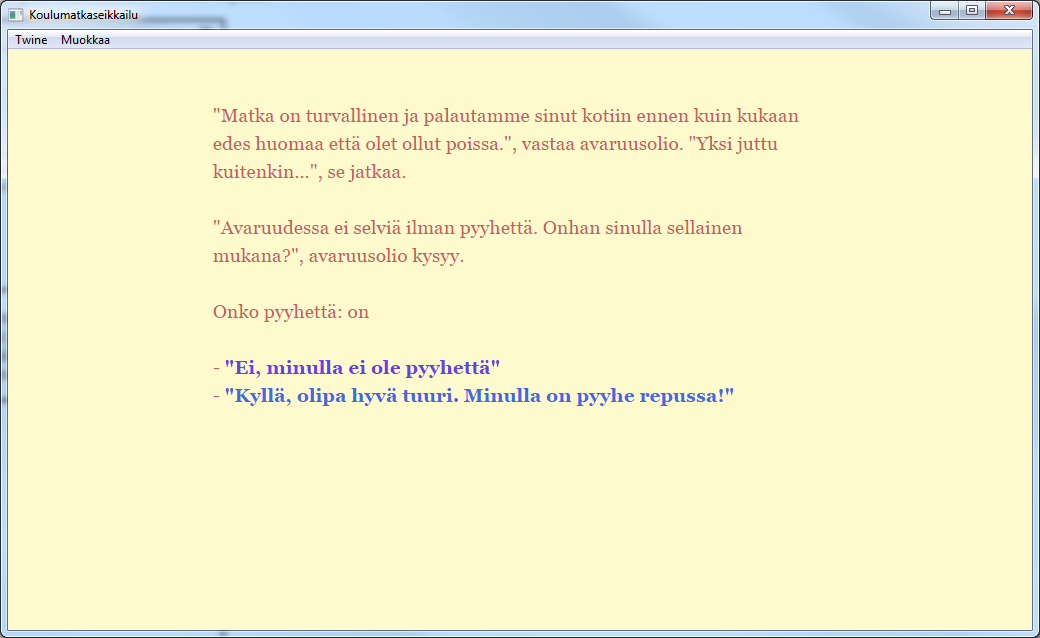 Koulumatkaseikkailu
Twine Muokkaa
"Matka on turvallinen ja palautamme sinut kotiin ennen kuin kukaan
edes huomaa että olet ollut poissa.", vastaa avaruusolio. "Yksi juttu
kuitenkin...", se jatkaa.
"Avaruudessa ei selviä ilman pyyhettä. Onhan sinulla sellainen
mukana?", avaruusolio kysyy.
Onko pyyhettä: on
- "Ei, minulla ei ole pyyhettä"
- "Kyllä, olipa hyvä tuuri. Minulla on pyyhe repussa!"